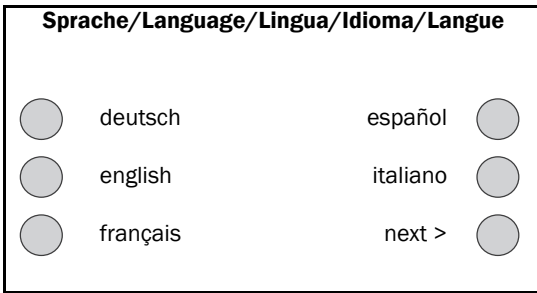 Sprache/Language/Lingua/Idioma/Langue
deutsch español
english italiano
français next >